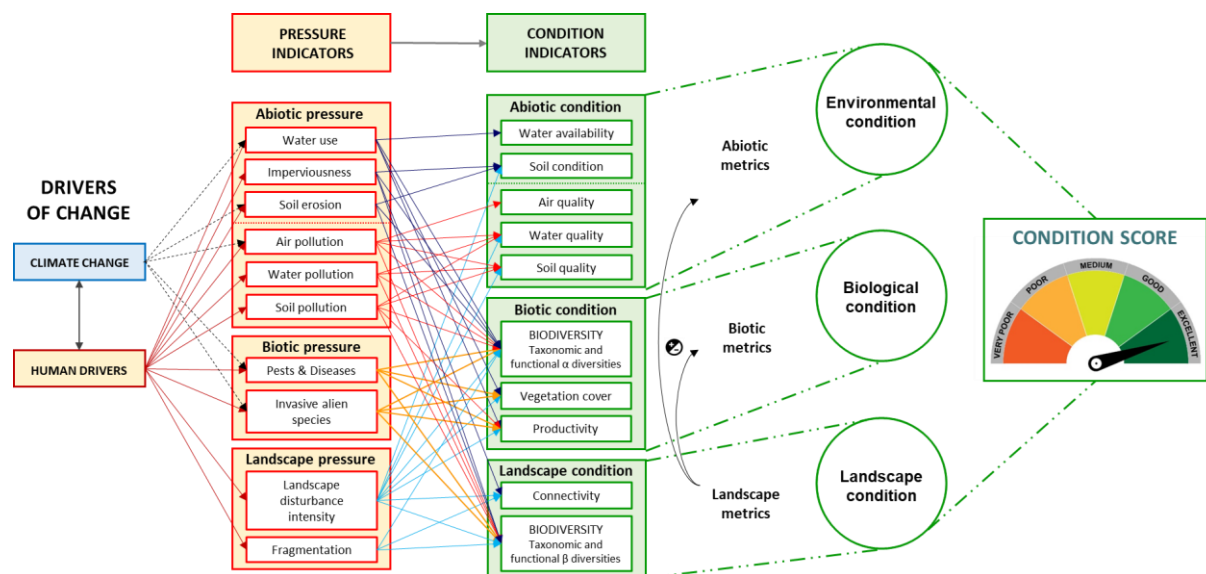 PRESSURE
INDICATORS
CONDITION
INDICATORS
DRIVERS
OF CHANGE
CLIMATE CHANGE
HUMAN DRIVERS
Abiotic pressure
Water use
Imperviousness
Soil erosion
Air pollution
Water pollution
Soil pollution
Biotic pressure
Pests & Diseases
Invasive alien
species
Landscape pressure
Landscape
disturbance
intensity
Fragmentation
Abiotic condition
Water availability
Soil condition
Air quality
Water quality
Soil quality
Biotic condition
BIODIVERSITY
Taxonomic and
functional α diversities
Vegetation cover
Productivity
Landscape condition
Connectivity
BIODIVERSITY
Taxonomic and
functional β diversities
Abiotic
metrics
Biotic
metrics
Landscape
metrics
Environmental
condition
Biological
condition
Landscape
condition
CONDITION SCORE
VERY POOR
POOR
MEDIUM
GOOD
EXCELLENT